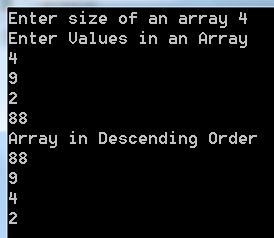 Enter size of an array 4
Enter Values in an Array
4
9
2
88
Array in Descending Order
88
9
4
2